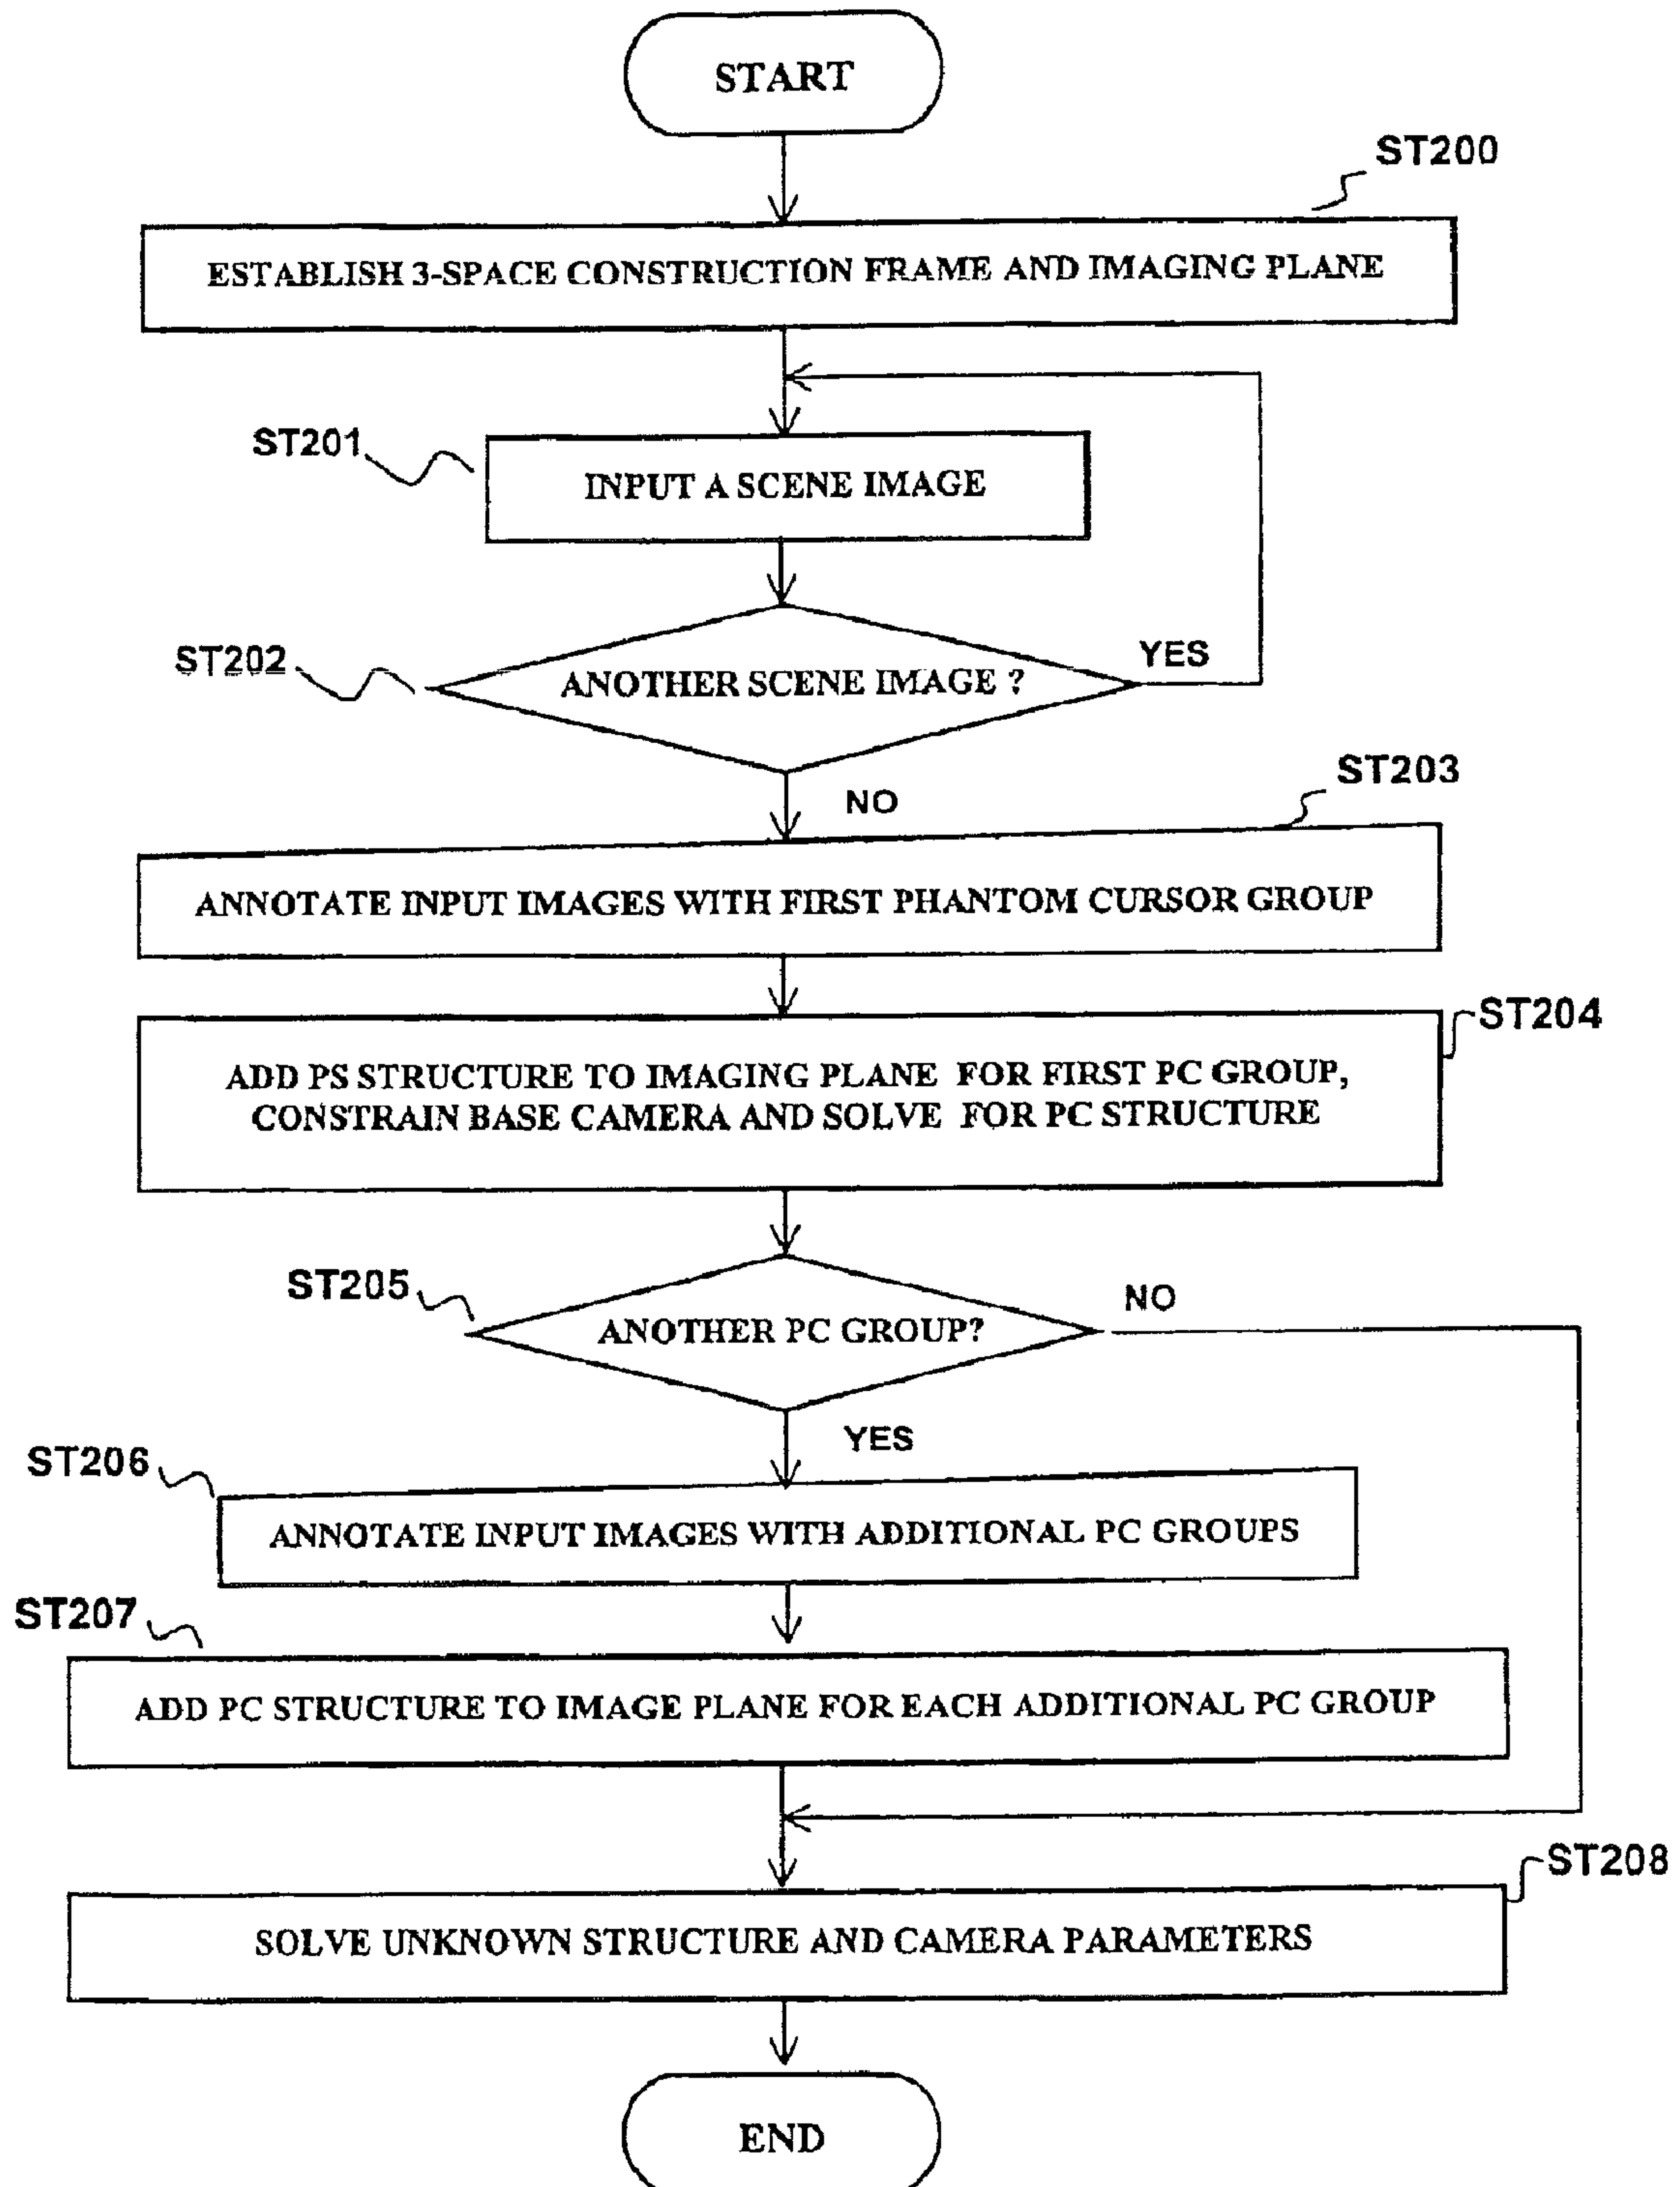 START
ST200
ESTABLISH 3-SPACE CONSTRUCTION FRAME AND IMAGING PLANE
ST201
INPUT A SCENE IMAGE
ST202
ANOTHER SCENE IMAGE ?
YES
NO
ST203
ANNOTATE INPUT IMAGES WITH FIRST PHANTOM CURSOR GROUP
ST204
ADD PS STRUCTURE TO IMAGING PLANE FOR FIRST PC GROUP,
CONSTRAIN BASE CAMERA AND SOLVE FOR PC STRUCTURE
ST205
ANOTHER PC GROUP?
NO
YES
ST206
ANNOTATE INPUT IMAGES WITH ADDITIONAL PC GROUPS
ST207
ADD PC STRUCTURE TO IMAGE PLANE FOR EACH ADDITIONAL PC GROUP
ST208
SOLVE UNKNOWN STRUCTURE AND CAMERA PARAMETERS
END